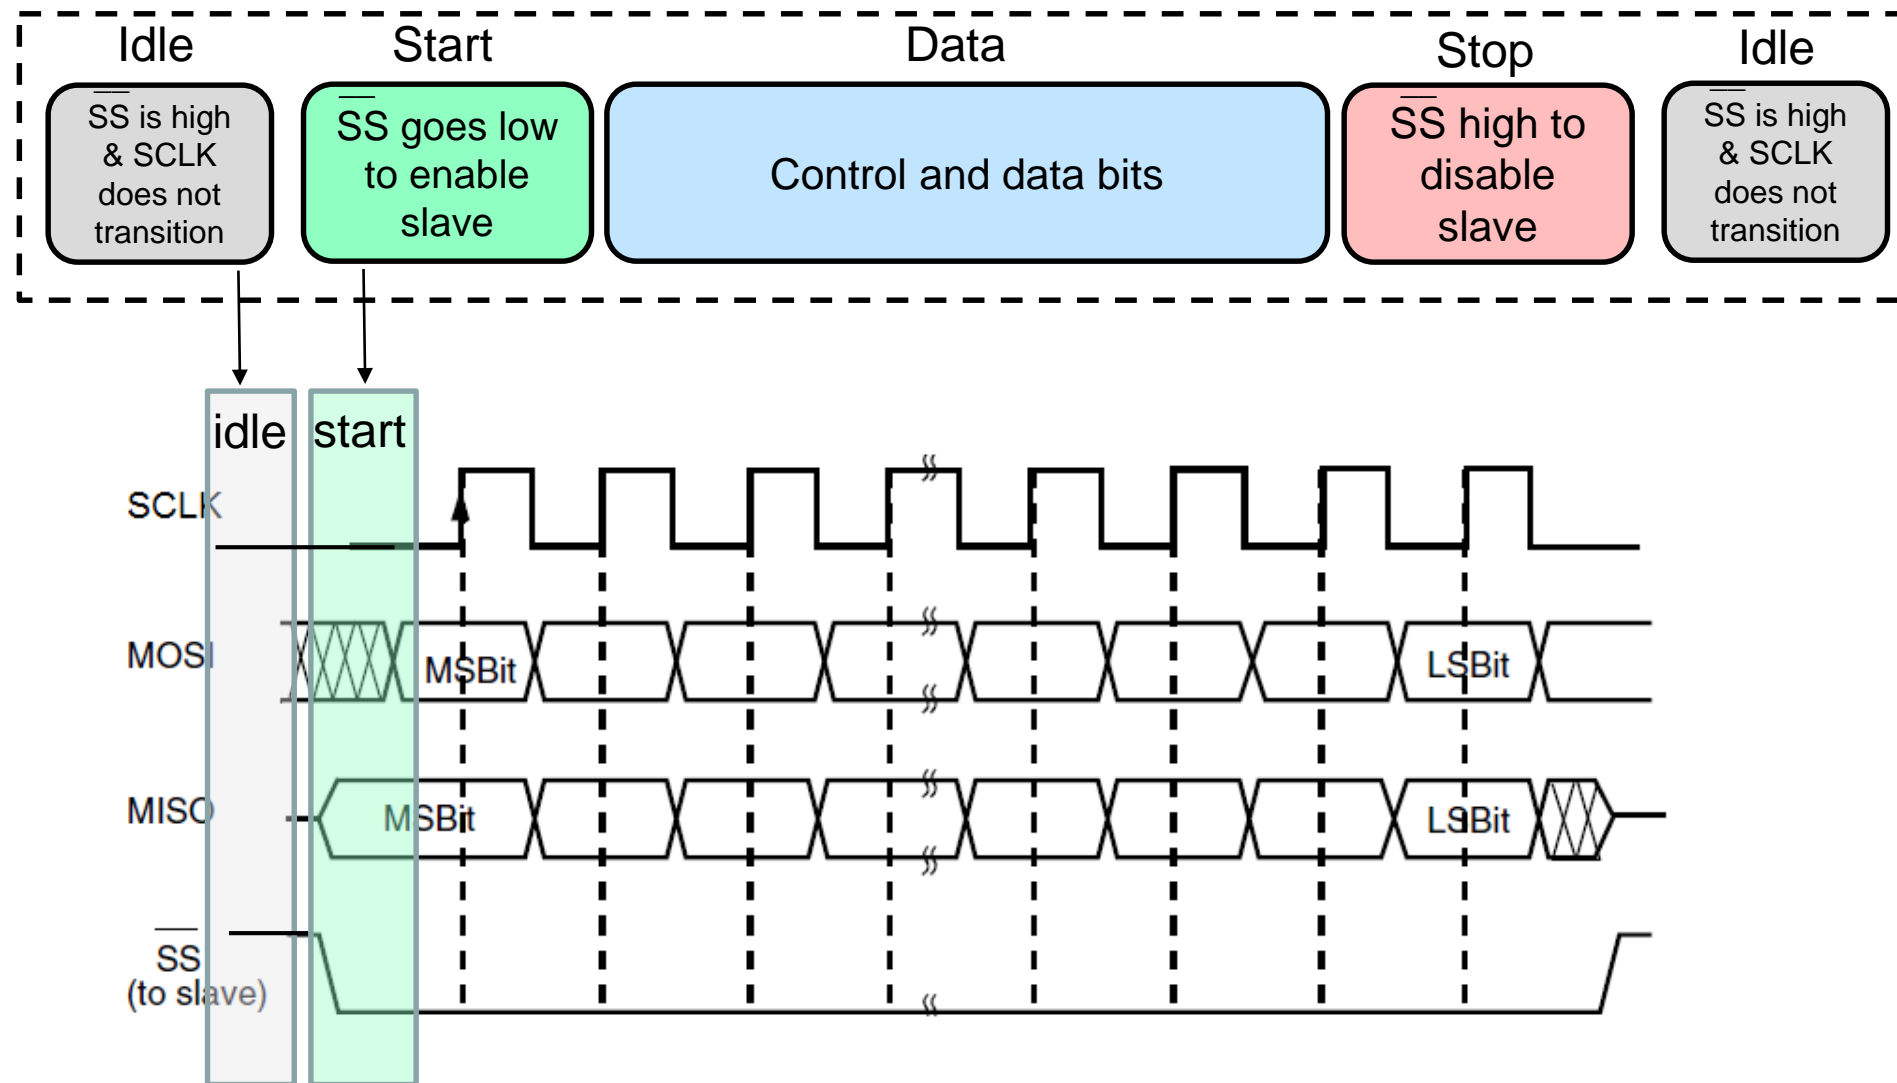 Idle
Start
Data
Stop
Idle
SS is high
& SCLK
does not
transition
SS goes low
to enable
slave
Control and data bits
SS high to
disable
slave
SS is high
& SCLK
does not
transition
idle
start
SCLK
MOSI
MSBit
LSBit
MISO
MSBit
LSBit
SS
(to slave)